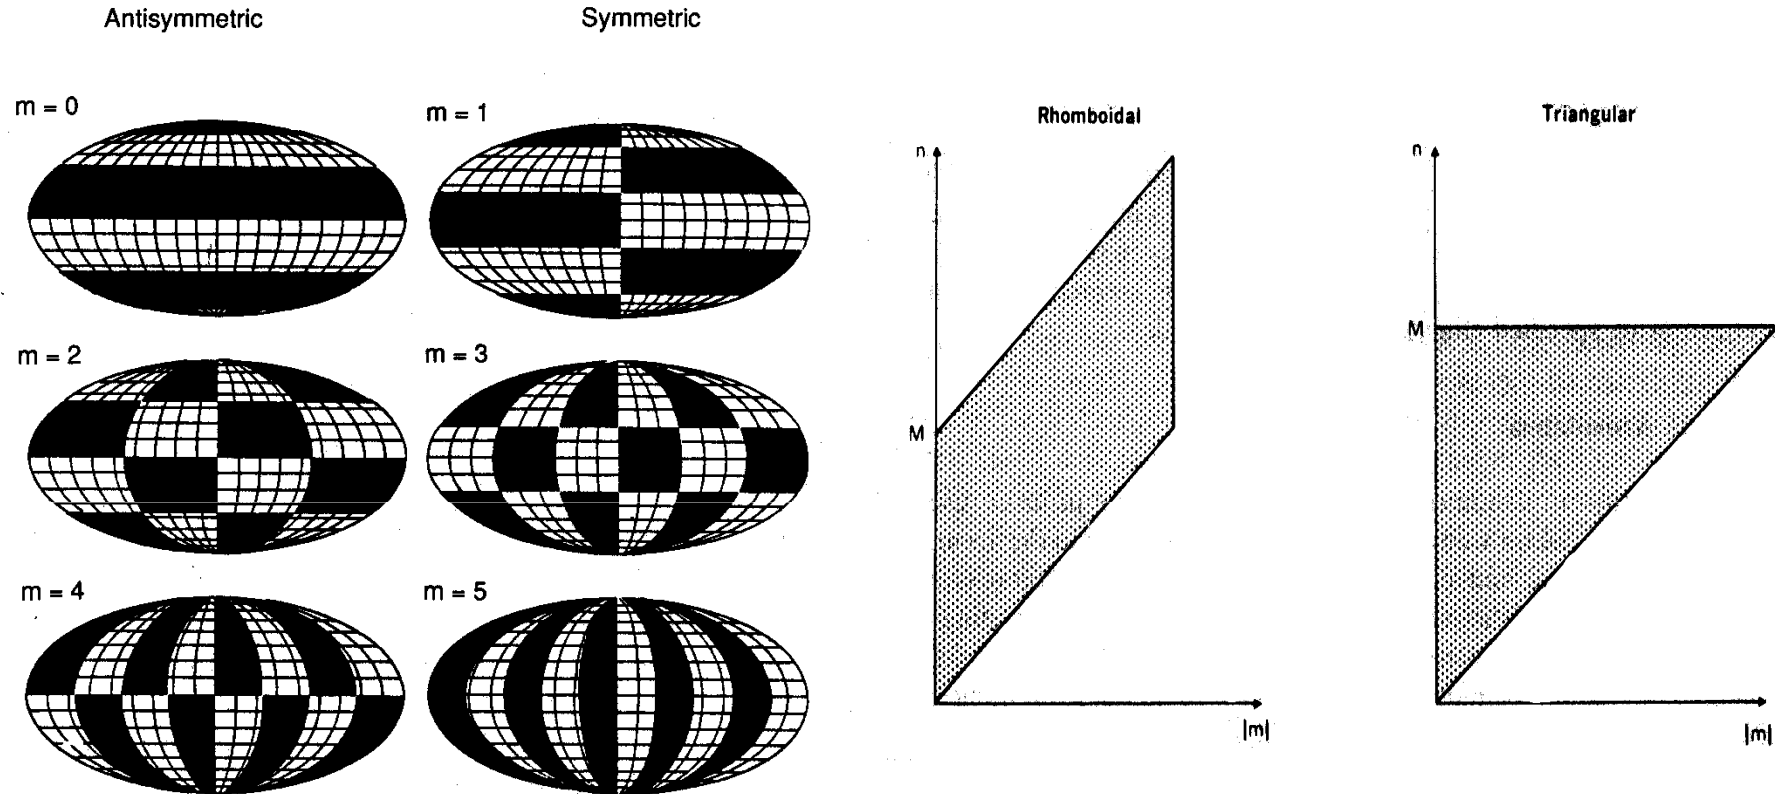 Antisymmetric
Symmetric
m = 0
m = 1
m = 2
m = 3
m = 4
m = 5
Rhomboidal
n
M
|m|
Triangular
n
M
|m|